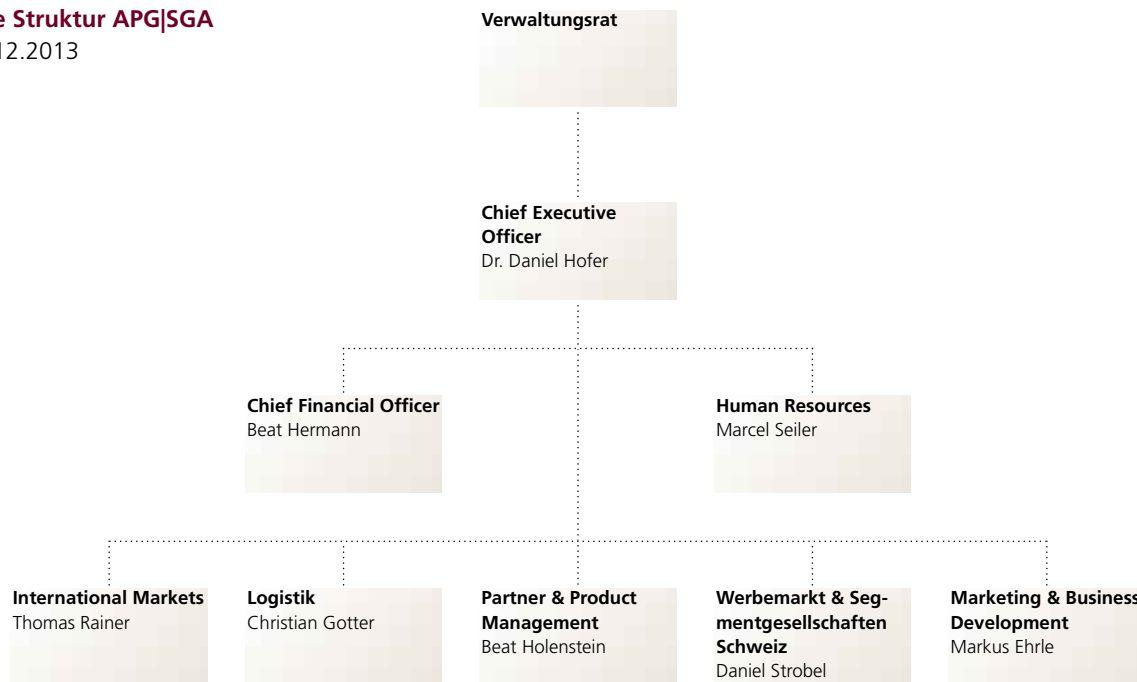 e Struktur APG|SGA
12.2013
Verwaltungsrat
Chief Executive
Officer
Dr. Daniel Hofer
Chief Financial Officer
Beat Hermann
Human Resources
Marcel Seiler
International Markets
Thomas Rainer
Logistik
Christian Gotter
Partner & Product
Management
Beat Holenstein
Werbemarkt & Seg-
mentgesellschaften
Schweiz
Daniel Strobel
Marketing & Business
Development
Markus Ehrle